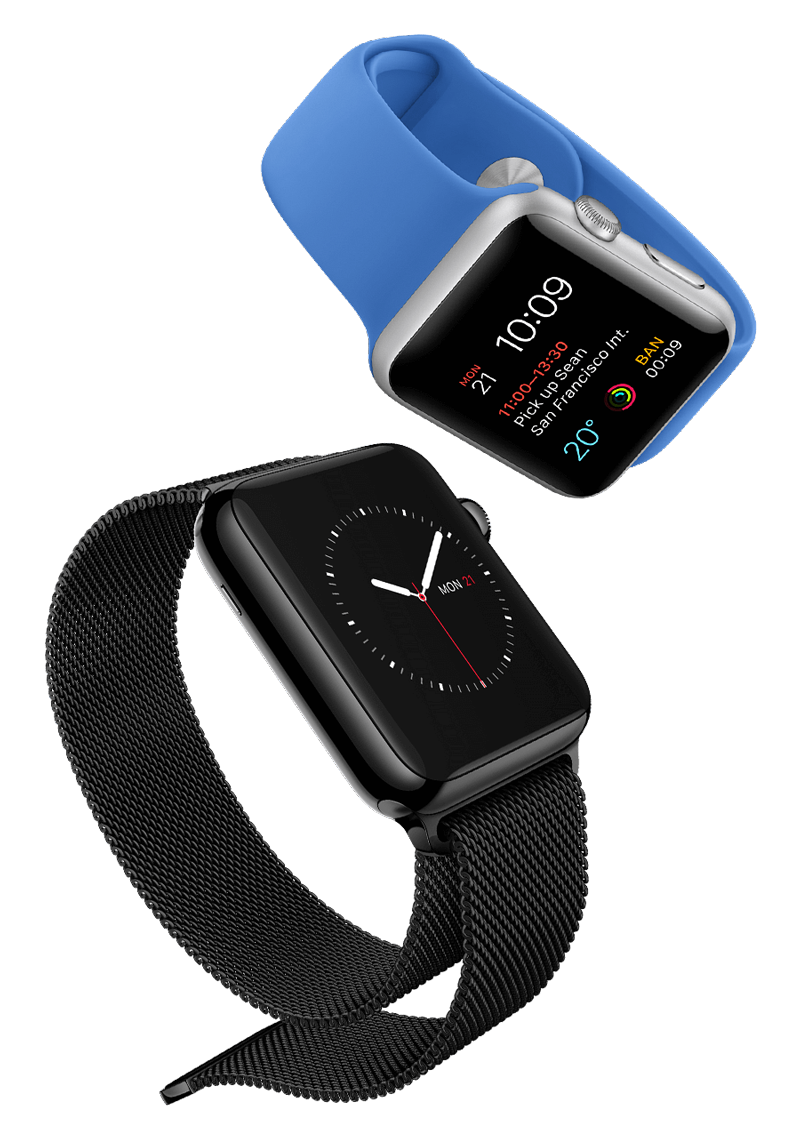 10:09
MON
21
11:00–13:30
Pick up Sean
San Francisco Int.
20°
BAN
00:09
MON 21